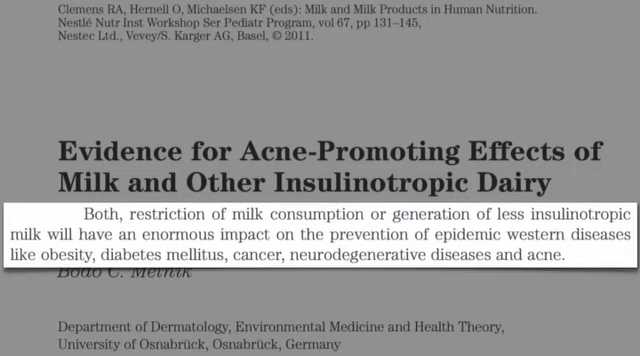 Clemens RA, Hernell O, Michaelsen KF (eds): Milk and Milk Products in Human Nutrition.
Nestlé Nutr Inst Workshop Ser Pediatr Program, vol 67, pp 131–145,
Nestec Ltd., Vevey/S. Karger AG, Basel, © 2011.
Evidence for Acne-Promoting Effects of
Milk and Other Insulinotropic Dairy
Both, restriction of milk consumption or generation of less insulinotropic
milk will have an enormous impact on the prevention of epidemic western diseases
like obesity, diabetes mellitus, cancer, neurodegenerative diseases and acne.
Bodo C. Melnik
Department of Dermatology, Environmental Medicine and Health Theory,
University of Osnabrück, Osnabrück, Germany